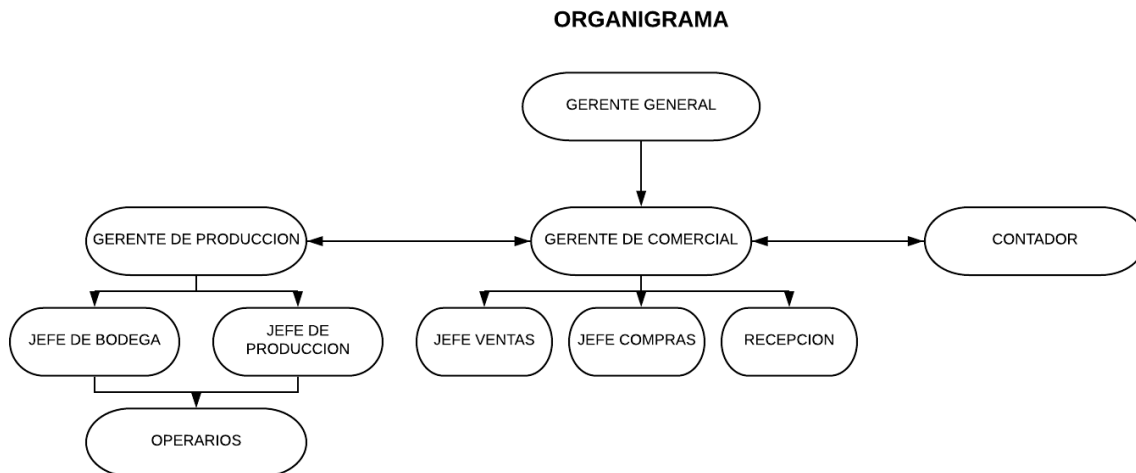 ORGANIGRAMA
GERENTE GENERAL
GERENTE DE PRODUCCION
GERENTE DE COMERCIAL
CONTADOR
JEFE DE BODEGA
JEFE DE
PRODUCCION
JEFE VENTAS
JEFE COMPRAS
RECEPCION
OPERARIOS